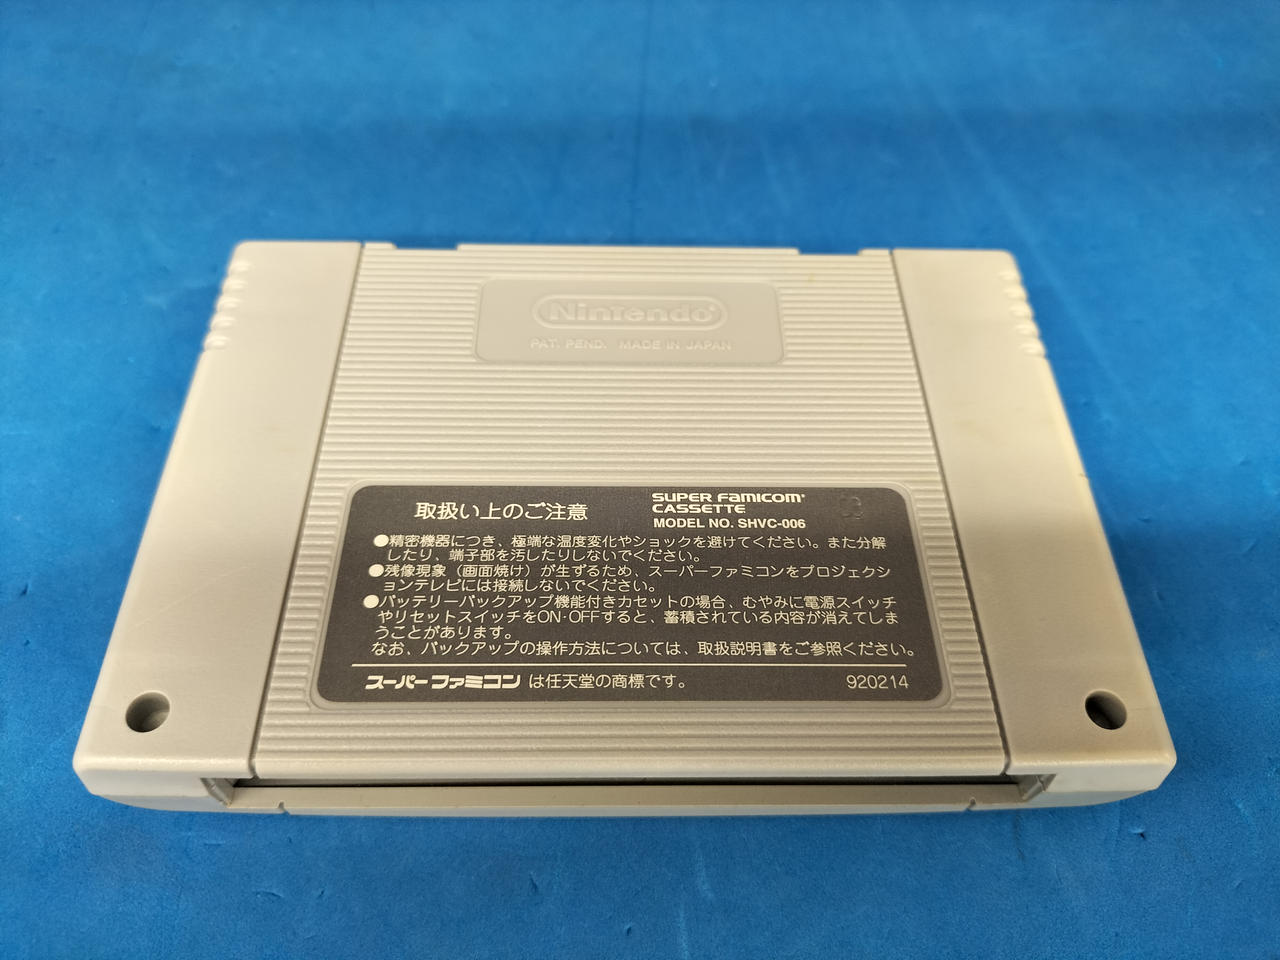 Nintendo®
PAT. PEND. MADE IN JAPAN
取扱い上のご注意
SUPER FAMICOM®
CASSETTE
MODEL NO. SHVC-006
●精密機器につき、極端な温度変化やショックを避けてください。また分解
したり、端子部を汚したりしないでください。
●残像現象（画面焼け）が生ずるため、スーパーファミコンをプロジェクシ
ョンテレビには接続しないでください。
●バッテリーバックアップ機能付きカセットの場合、むやみに電源スイッチ
やリセットスイッチをON·OFFすると、蓄積されている内容が消えてしま
うことがあります。
なお、バックアップの操作方法については、取扱説明書をご参照ください。
スーパーファミコン は任天堂の商標です。
920214